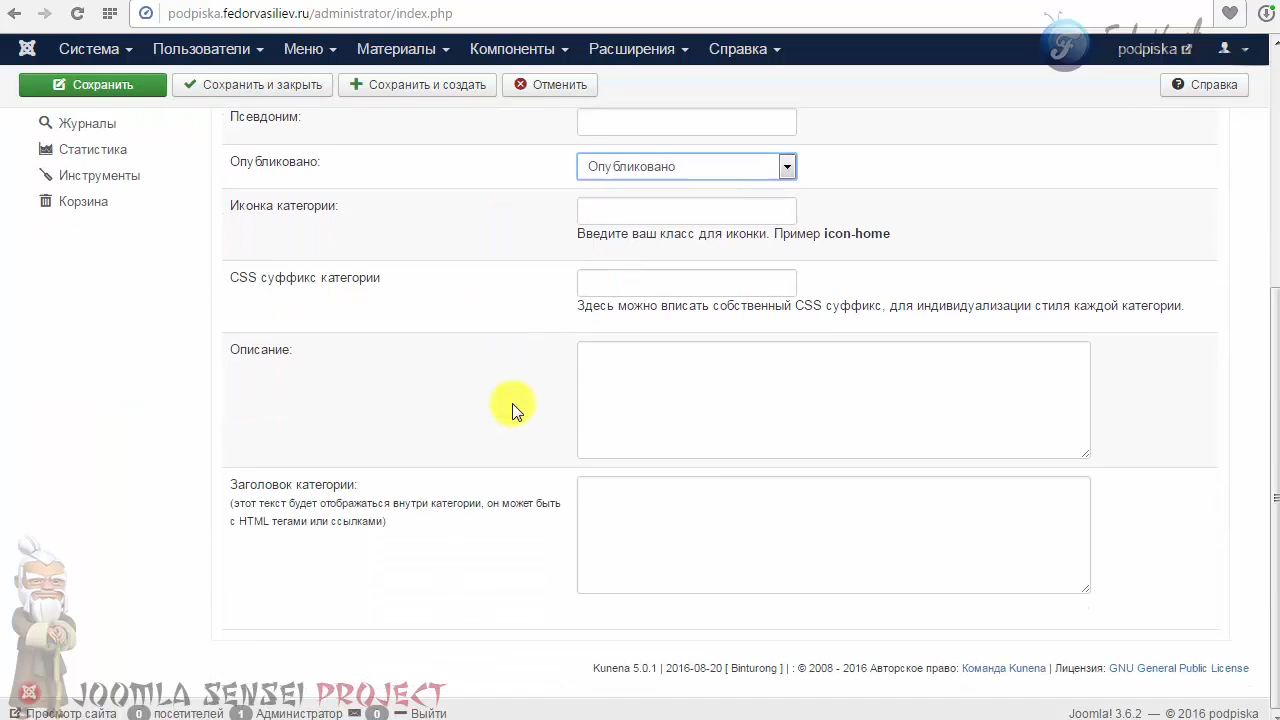 podpiska.fedorvasiliev.ru/administrator/index.php
Система Пользователи Меню Материалы Компоненты Расширения Справка podpiska
Сохранить Сохранить и закрыть Сохранить и создать Отменить Справка
Журналы
Статистика
Инструменты
Корзина
Псевдоним:
Опубликовано: Опубликовано
Иконка категории:
Введите ваш класс для иконки. Пример icon-home
CSS суффикс категории
Здесь можно вписать собственный CSS суффикс, для индивидуализации стиля каждой категории.
Описание:
Заголовок категории:
(этот текст будет отображаться внутри категории, он может быть
с HTML тегами или ссылками)
Kunena 5.0.1 | 2016-08-20 [ Binturong ] | : © 2008 - 2016 Авторское право: Команда Kunena | Лицензия: GNU General Public License
JOOMLA SENSEI PROJECT
Просмотр сайта 0 посетителей 1 Администратор 0 Выйти
Joomla! 3.6.2 — © 2016 podpiska